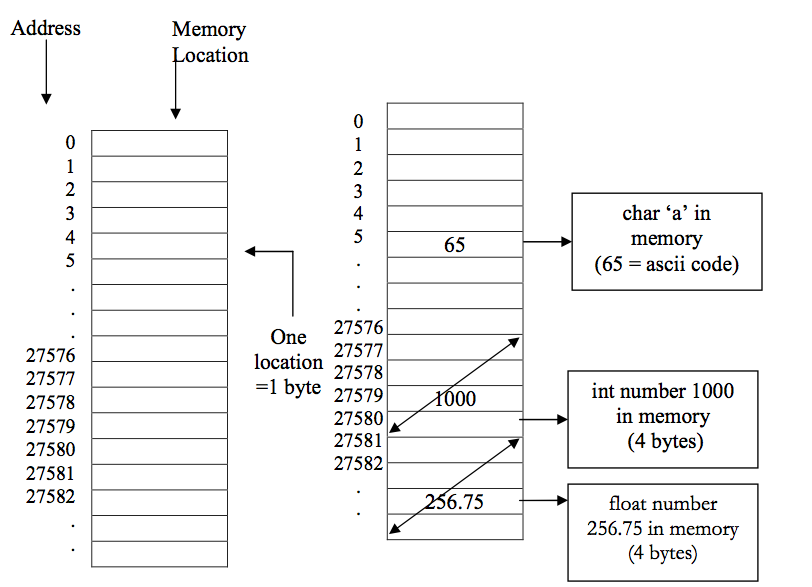 Address
Memory
Location
0
1
2
3
4
5
.
.
.
27576
27577
27578
27579
27580
27581
27582
.
.
One
location
=1 byte
0
1
2
3
4
5
.
.
.
27576
27577
27578
27579
27580
27581
27582
.
.
65
1000
256.75
char ‘a’ in
memory
(65 = ascii code)
int number 1000
in memory
(4 bytes)
float number
256.75 in memory
(4 bytes)